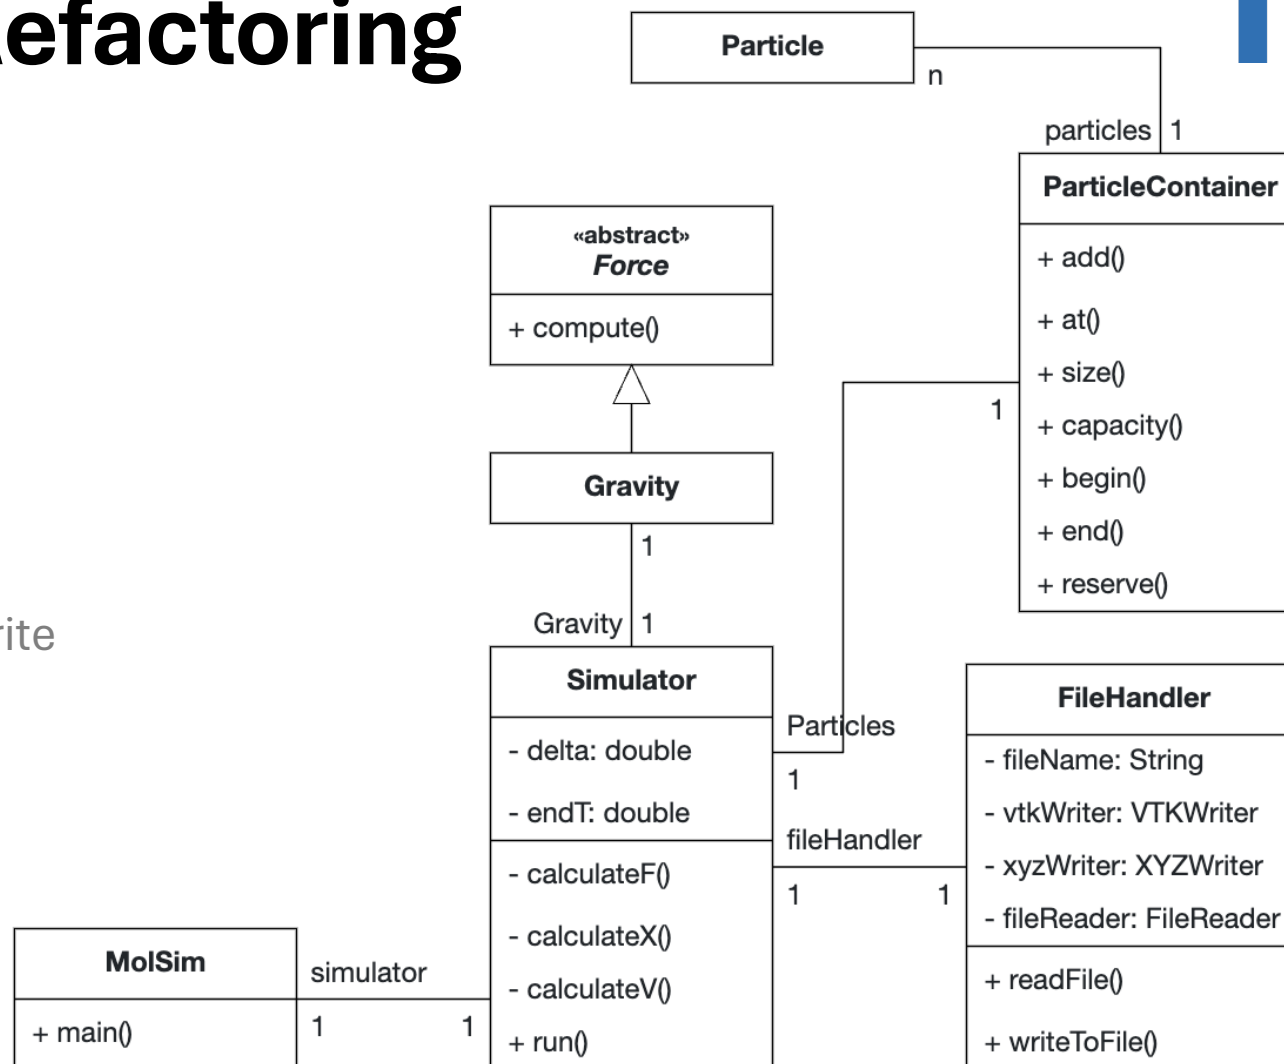 efactoring
Particle
n
particles 1
ParticleContainer
+ add()
+ at()
+ size()
+ capacity()
+ begin()
+ end()
+ reserve()
1
«abstract»
Force
+ compute()
Gravity
1
Gravity 1
rite
Simulator
- delta: double
- endT: double
- calculateF()
- calculateX()
- calculateV()
+ run()
Particles
1
fileHandler
1 1
FileHandler
- fileName: String
- vtkWriter: VTKWriter
- xyzWriter: XYZWriter
- fileReader: FileReader
+ readFile()
+ writeToFile()
MolSim
+ main()
simulator
1 1